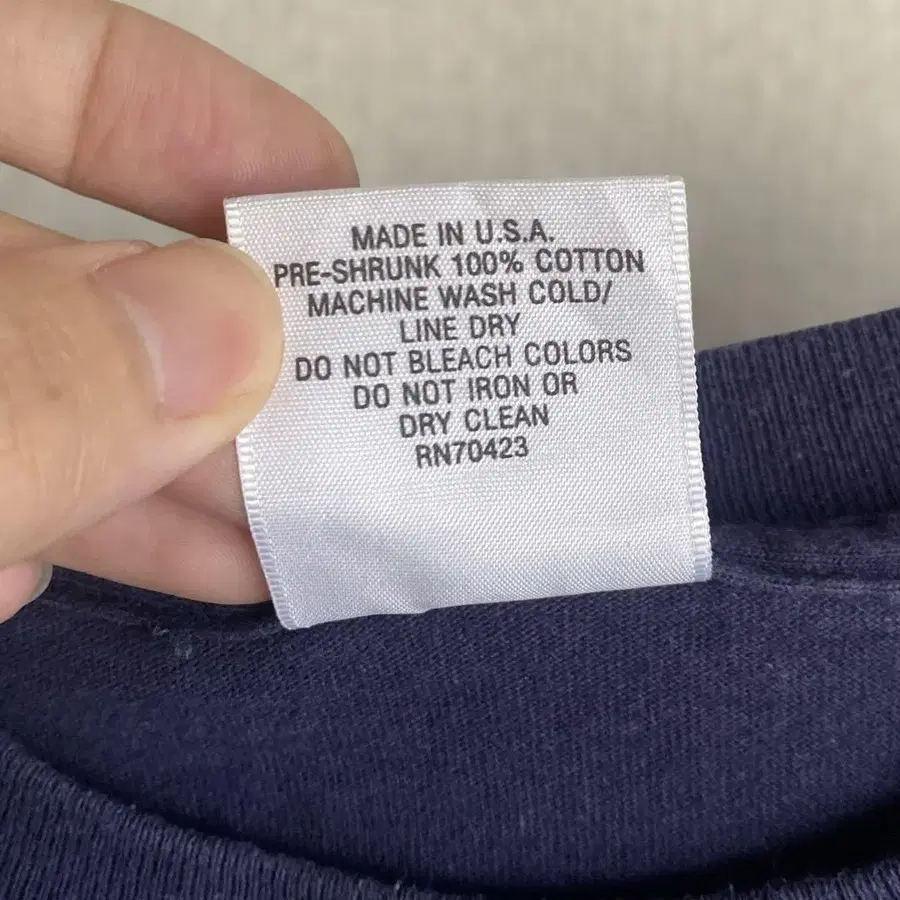 MADE IN U.S.A.
PRE-SHRUNK 100% COTTON
MACHINE WASH COLD/
LINE DRY
DO NOT BLEACH COLORS
DO NOT IRON OR
DRY CLEAN
RN70423